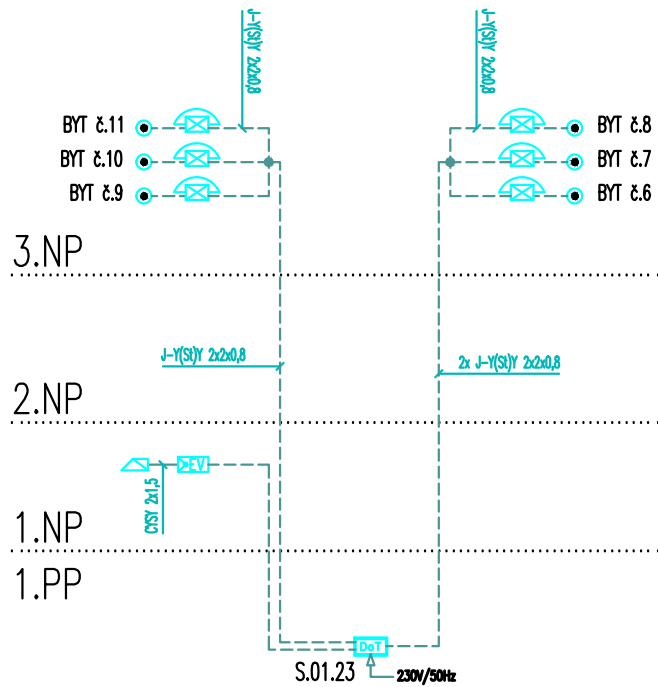 J-Y(St)Y 2x2x0,8
J-Y(St)Y 2x2x0,8
BYT č.11
BYT č.8
BYT č.10
BYT č.7
BYT č.9
BYT č.6
3.NP
J-Y(St)Y 2x2x0,8
2x J-Y(St)Y 2x2x0,8
2.NP
EV
CYSY 2x1,5
1.NP
1.PP
DoT
S.01.23
230V/50Hz